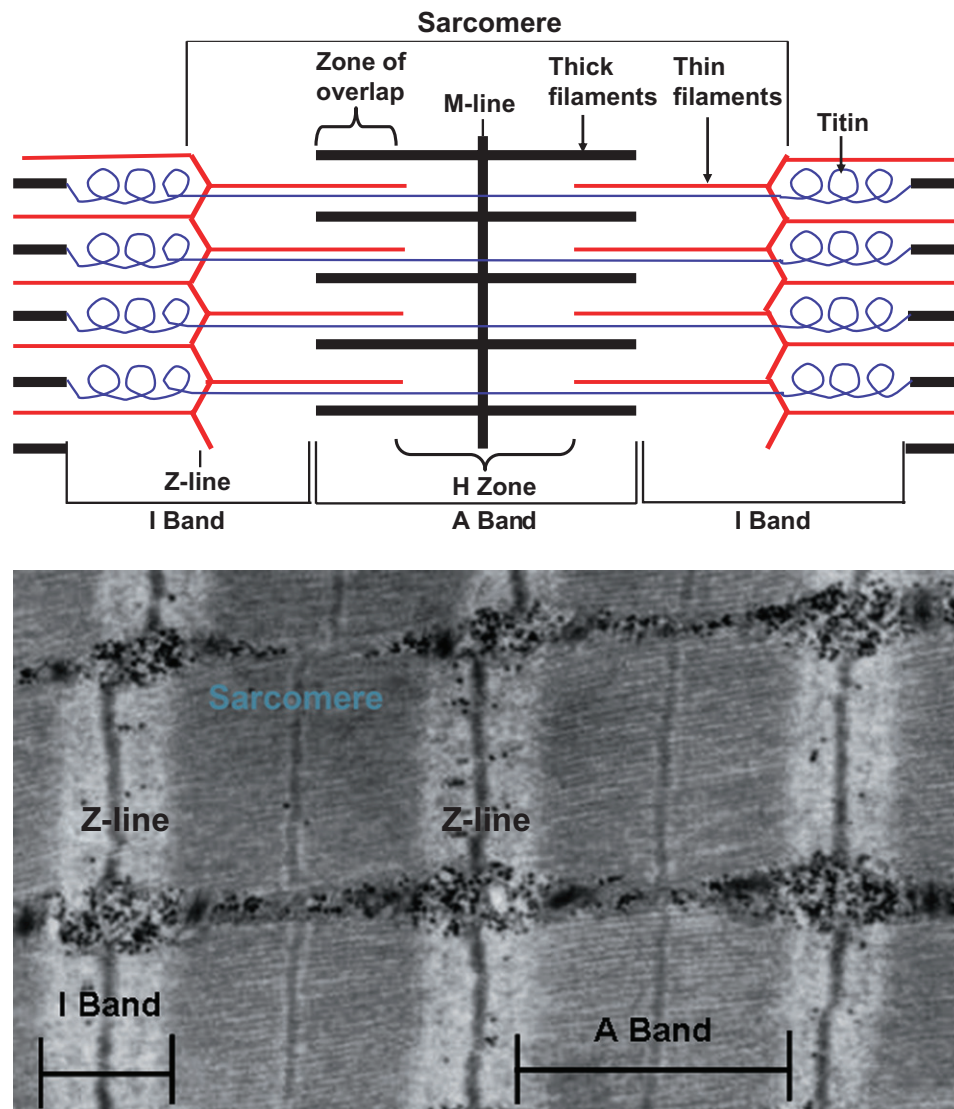 Sarcomere
Zone of
overlap
M-line
Thick
filaments
Thin
filaments
Titin
Z-line
H Zone
I Band
A Band
I Band
Sarcomere
Z-line
Z-line
I Band
A Band